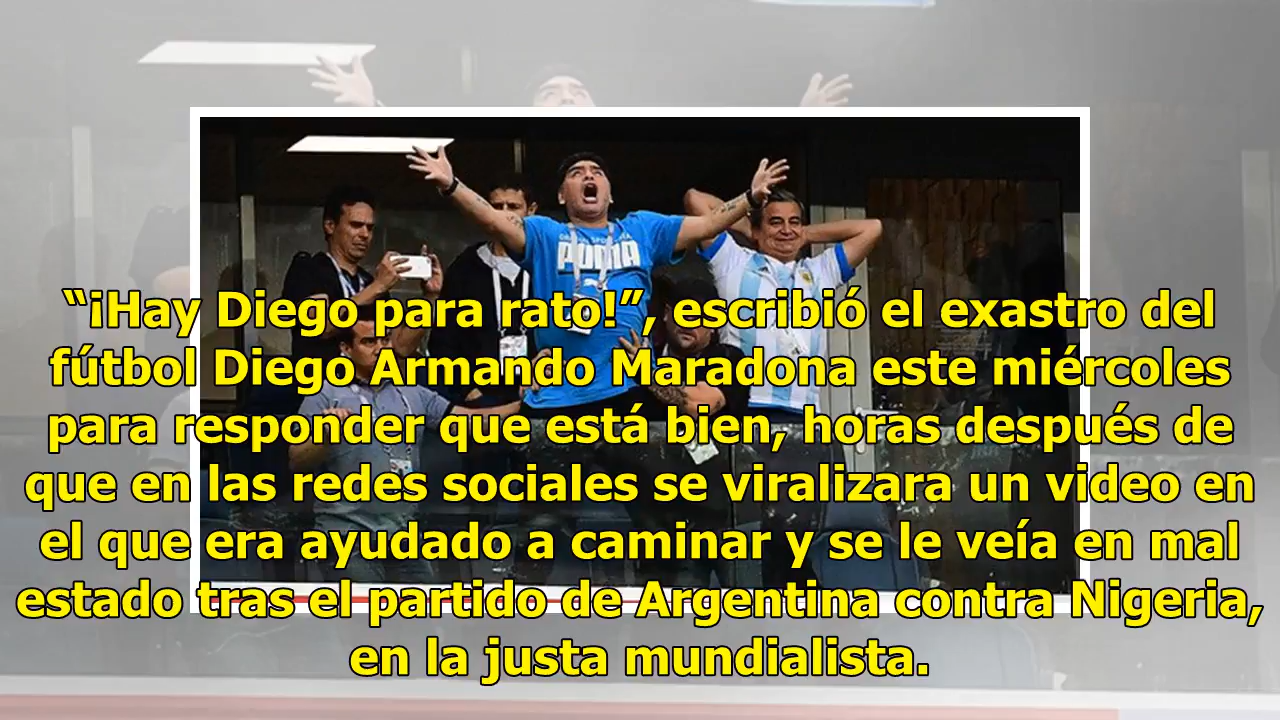 PUMA
“¡Hay Diego para rato!”, escribió el exastro del
fútbol Diego Armando Maradona este miércoles
para responder que está bien, horas después de
que en las redes sociales se viralizara un video en
el que era ayudado a caminar y se le veía en mal
estado tras el partido de Argentina contra Nigeria,
en la justa mundialista.